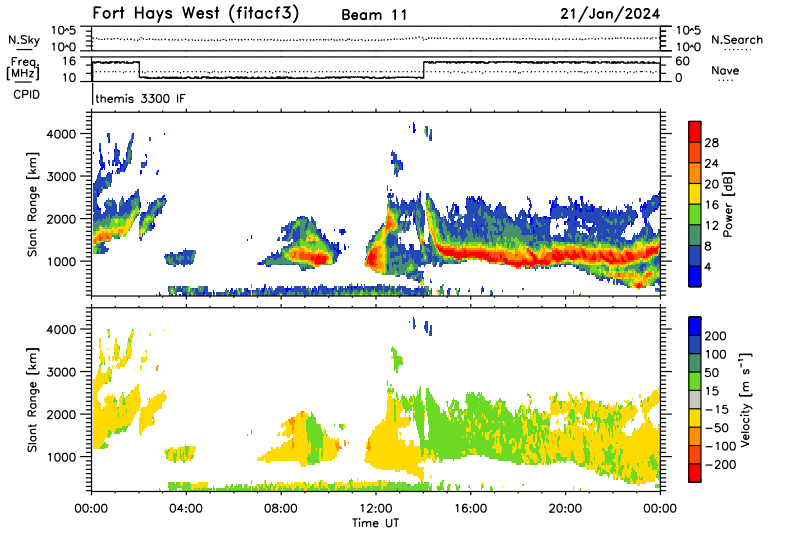 Fort Hays West (fitacf3) Beam 11 21/Jan/2024
10^5
10^0
N.Sky
10^5
10^0
N.Search
Freq.
[MHz]
16
10
60
0
Nave
CPID
themis 3300 IF
4000
3000
2000
1000
Slant Range [km]
28
24
20
16
12
8
4
Power [dB]
4000
3000
2000
1000
Slant Range [km]
200
100
50
15
−15
−50
−100
−200
Velocity [m s⁻¹]
00:00 04:00 08:00 12:00 16:00 20:00 00:00
Time UT